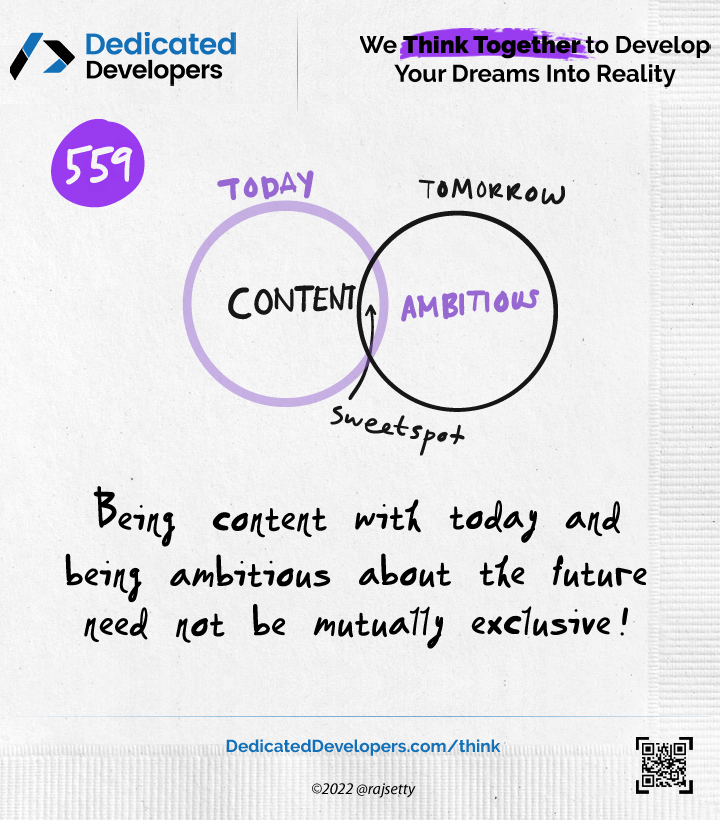 Dedicated
Developers
We Think Together to Develop
Your Dreams Into Reality
559
TODAY
TOMORROW
CONTENT
AMBITIOUS
Sweetspot
Being content with today and
being ambitious about the future
need not be mutually exclusive!
DedicatedDevelopers.com/think
©2022 @rajsetty